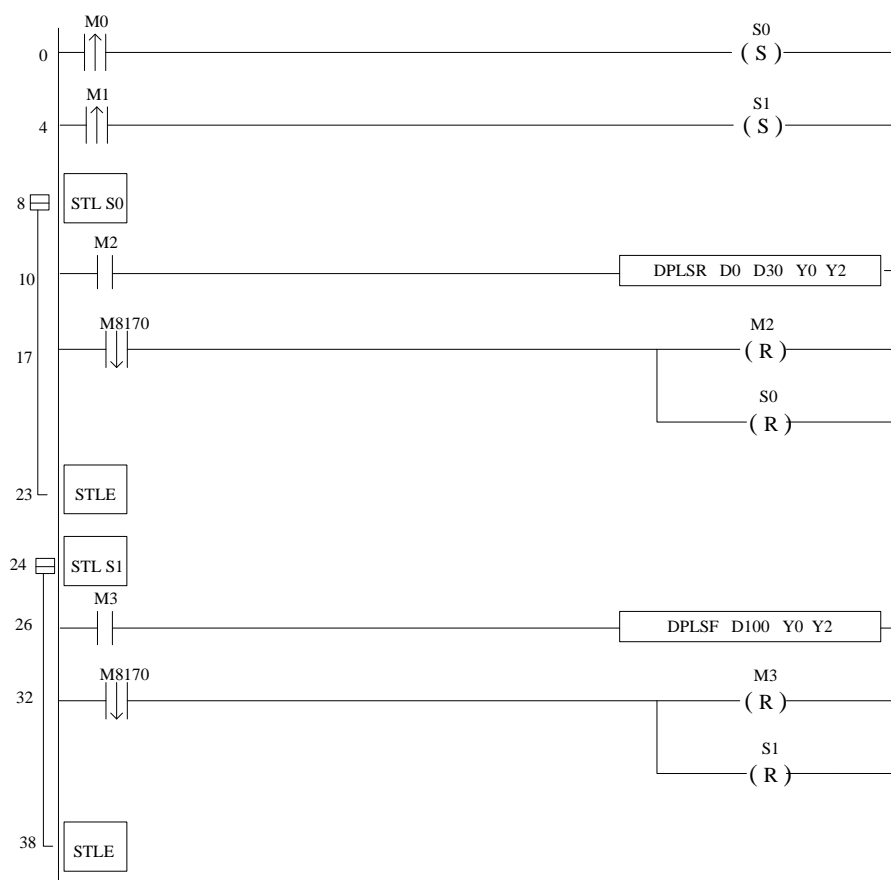 M0
S0
0
( S )
M1
S1
4
( S )
8
STL S0
M2
10
DPLSR D0 D30 Y0 Y2
M8170
M2
17
( R )
S0
( R )
23
STLE
24
STL S1
M3
26
DPLSF D100 Y0 Y2
M8170
M3
32
( R )
S1
( R )
38
STLE